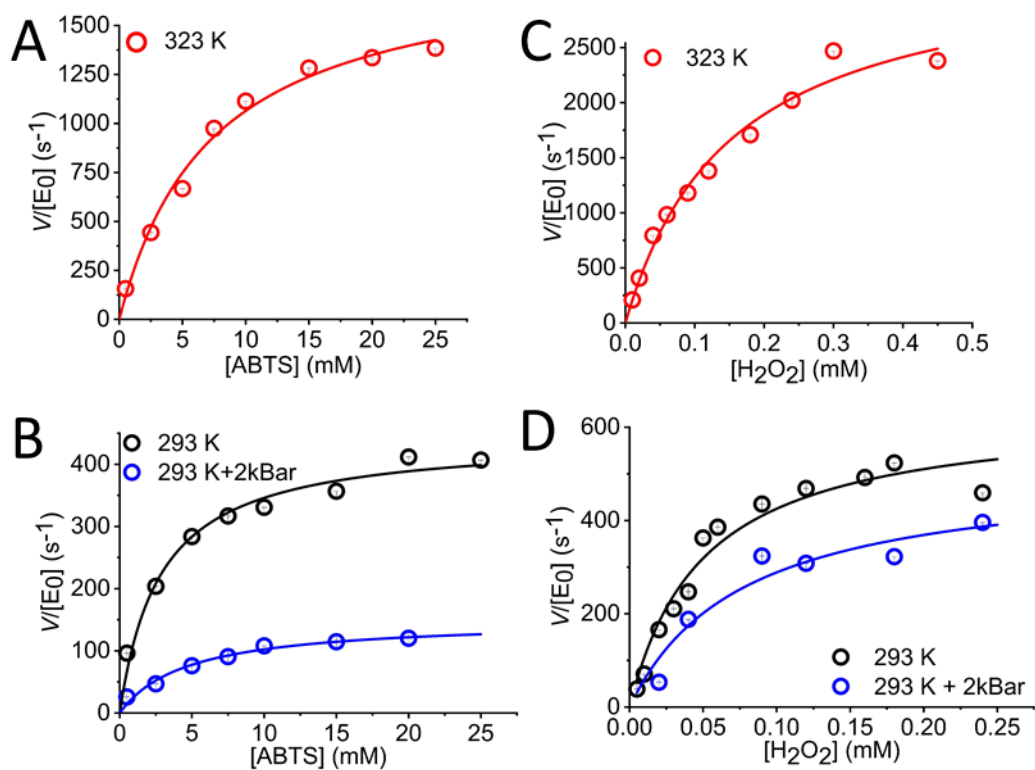 A
323 K
1500
1250
1000
750
500
250
0
V/[E0] (s⁻¹)
0 5 10 15 20 25
[ABTS] (mM)
C
323 K
2500
2000
1500
1000
500
0
V/[E0] (s⁻¹)
0.0 0.1 0.2 0.3 0.4 0.5
[H₂O₂] (mM)
B
293 K
293 K+2kBar
400
300
200
100
0
V/[E0] (s⁻¹)
0 5 10 15 20 25
[ABTS] (mM)
D
600
400
200
0
V/[E0] (s⁻¹)
293 K
293 K + 2kBar
0.00 0.05 0.10 0.15 0.20 0.25
[H₂O₂] (mM)